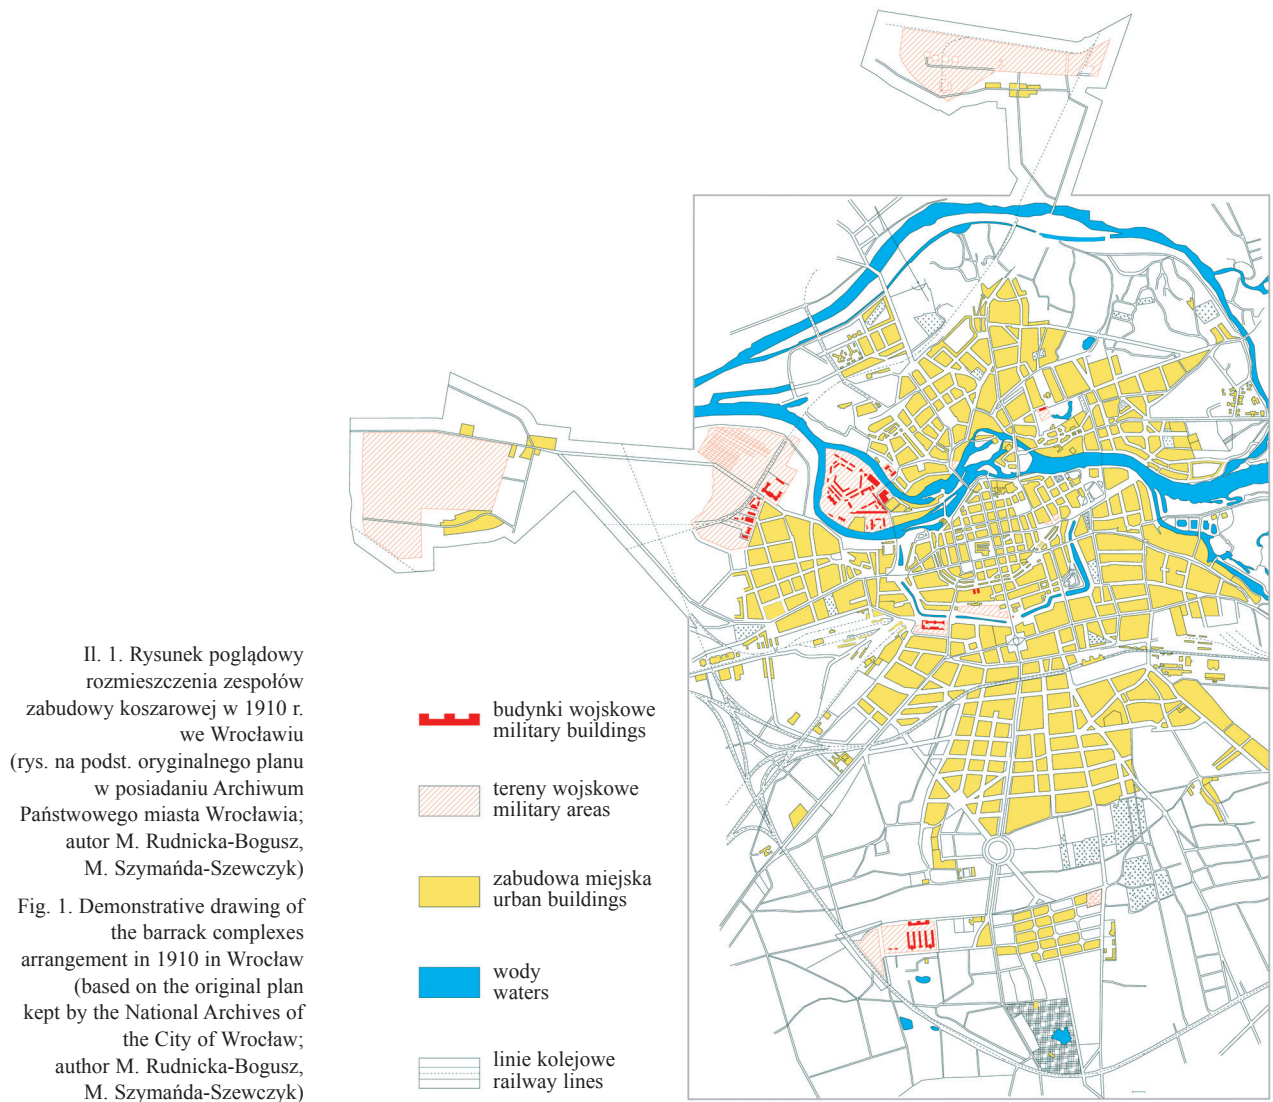 Il. 1. Rysunek poglądowy
rozmieszczenia zespołów
zabudowy koszarowej w 1910 r.
we Wrocławiu
(rys. na podst. oryginalnego planu
w posiadaniu Archiwum
Państwowego miasta Wrocławia;
autor M. Rudnicka-Bogusz,
M. Szymańda-Szewczyk)
Fig. 1. Demonstrative drawing of
the barrack complexes
arrangement in 1910 in Wrocław
(based on the original plan
kept by the National Archives of
the City of Wrocław;
author M. Rudnicka-Bogusz,
M. Szymańda-Szewczyk)
budynki wojskowe
military buildings
tereny wojskowe
military areas
zabudowa miejska
urban buildings
wody
waters
linie kolejowe
railway lines